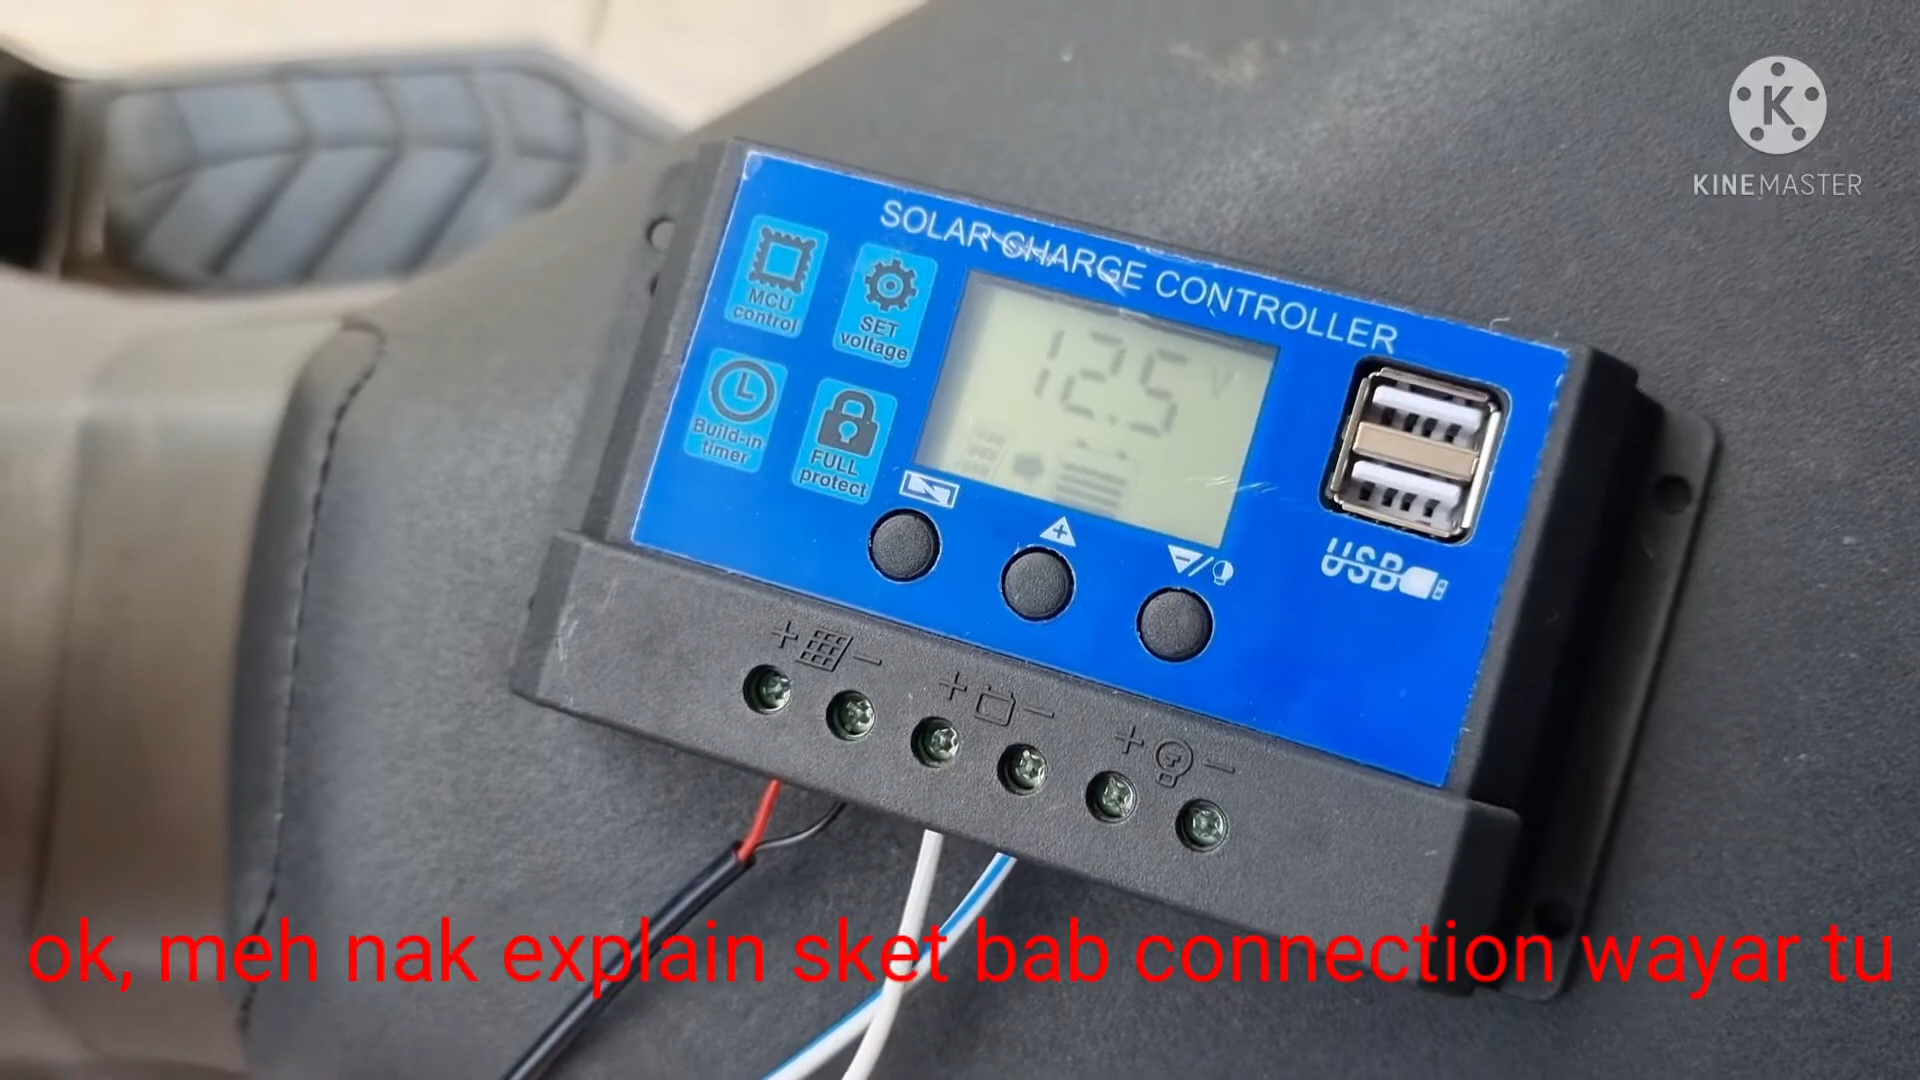 KINEMASTER
SOLAR CHARGE CONTROLLER
MCU
control
SET
voltage
12.5 V
Build-in
timer
FULL
protect
USB
ok, meh nak explain sket bab connection wayar tu